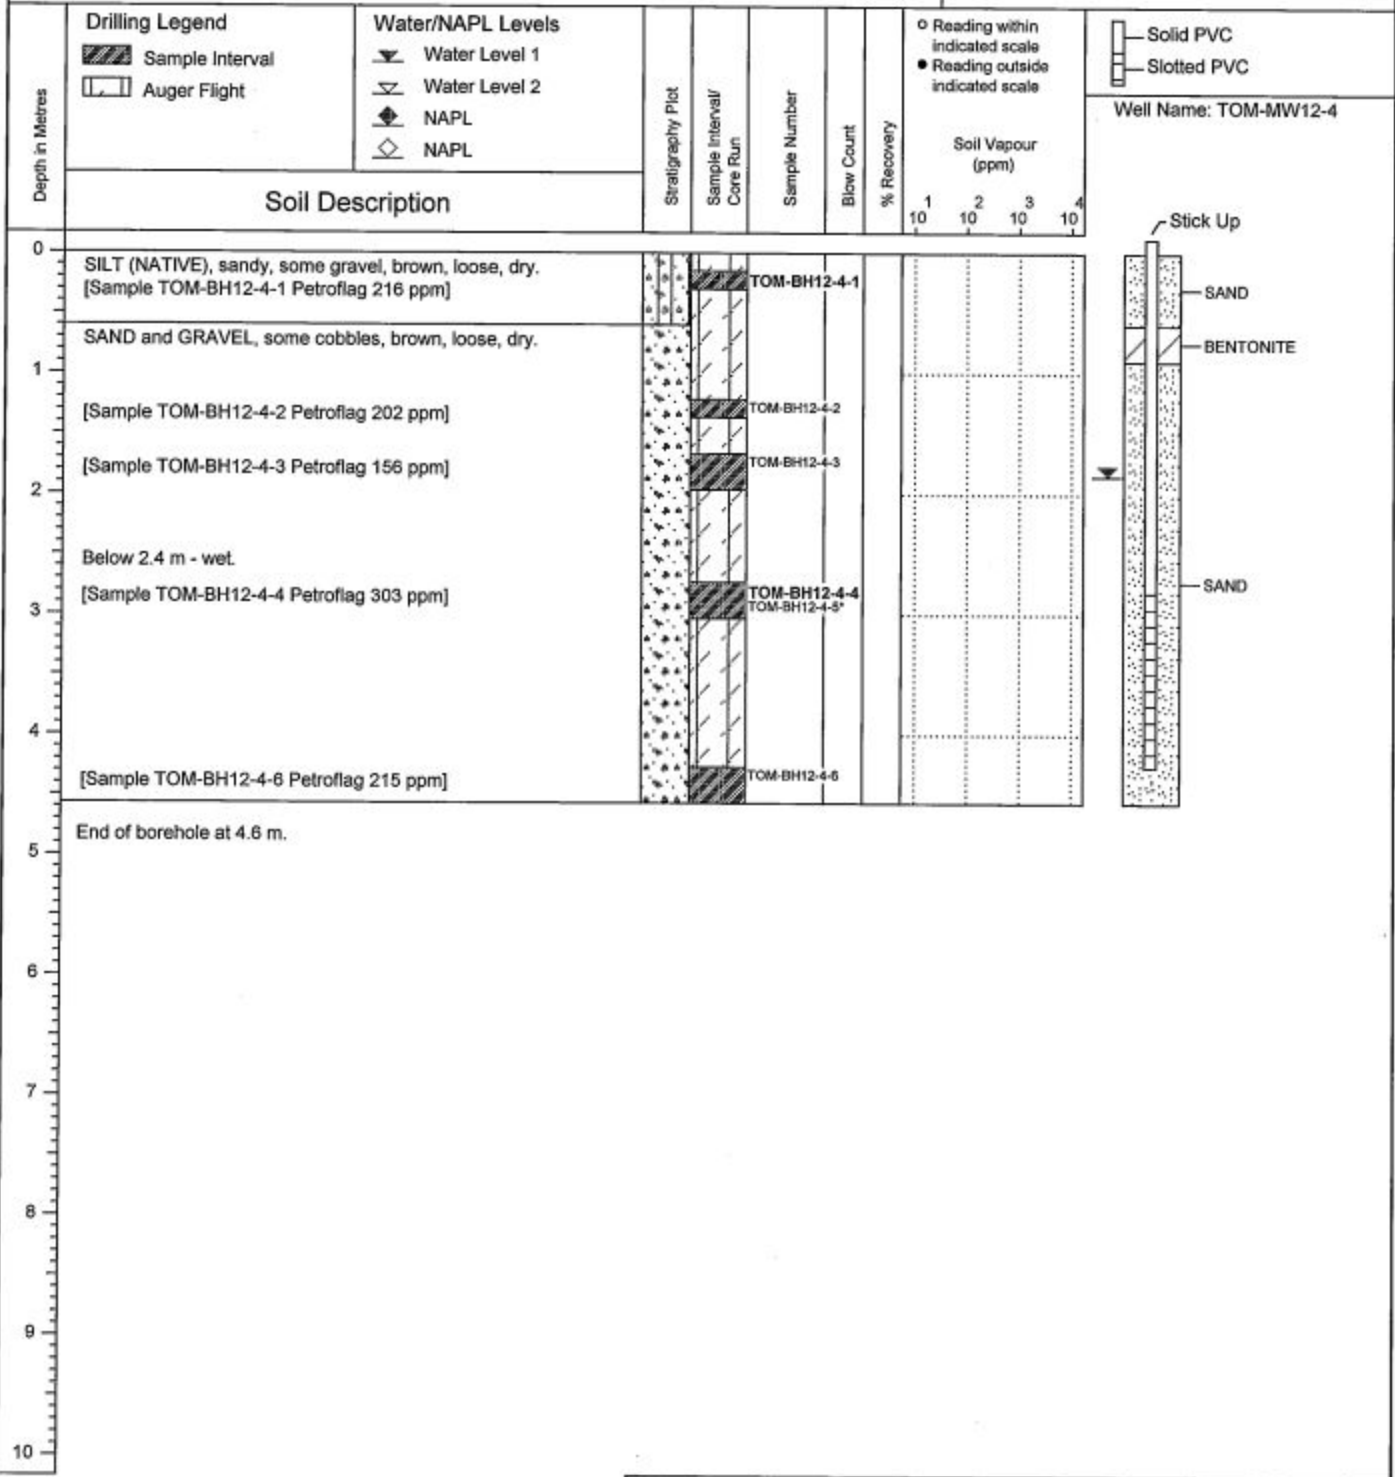 Drilling Legend
Sample Interval
Auger Flight
Water/NAPL Levels
Water Level 1
Water Level 2
NAPL
NAPL
Depth in Metres
Soil Description
Stratigraphy Plot
Sample Interval/
Core Run
Sample Number
Blow Count
% Recovery
Reading within
indicated scale
Reading outside
indicated scale
Soil Vapour
(ppm)
10 1 10 2 10 3 10 4
Solid PVC
Slotted PVC
Well Name: TOM-MW12-4
Stick Up
0
SILT (NATIVE), sandy, some gravel, brown, loose, dry.
[Sample TOM-BH12-4-1 Petroflag 216 ppm]
TOM-BH12-4-1
SAND
SAND and GRAVEL, some cobbles, brown, loose, dry.
BENTONITE
1
[Sample TOM-BH12-4-2 Petroflag 202 ppm]
TOM-BH12-4-2
[Sample TOM-BH12-4-3 Petroflag 156 ppm]
TOM-BH12-4-3
2
Below 2.4 m - wet.
[Sample TOM-BH12-4-4 Petroflag 303 ppm]
TOM-BH12-4-4
TOM-BH12-4-5*
SAND
3
4
[Sample TOM-BH12-4-6 Petroflag 215 ppm]
TOM-BH12-4-6
End of borehole at 4.6 m.
5
6
7
8
9
10